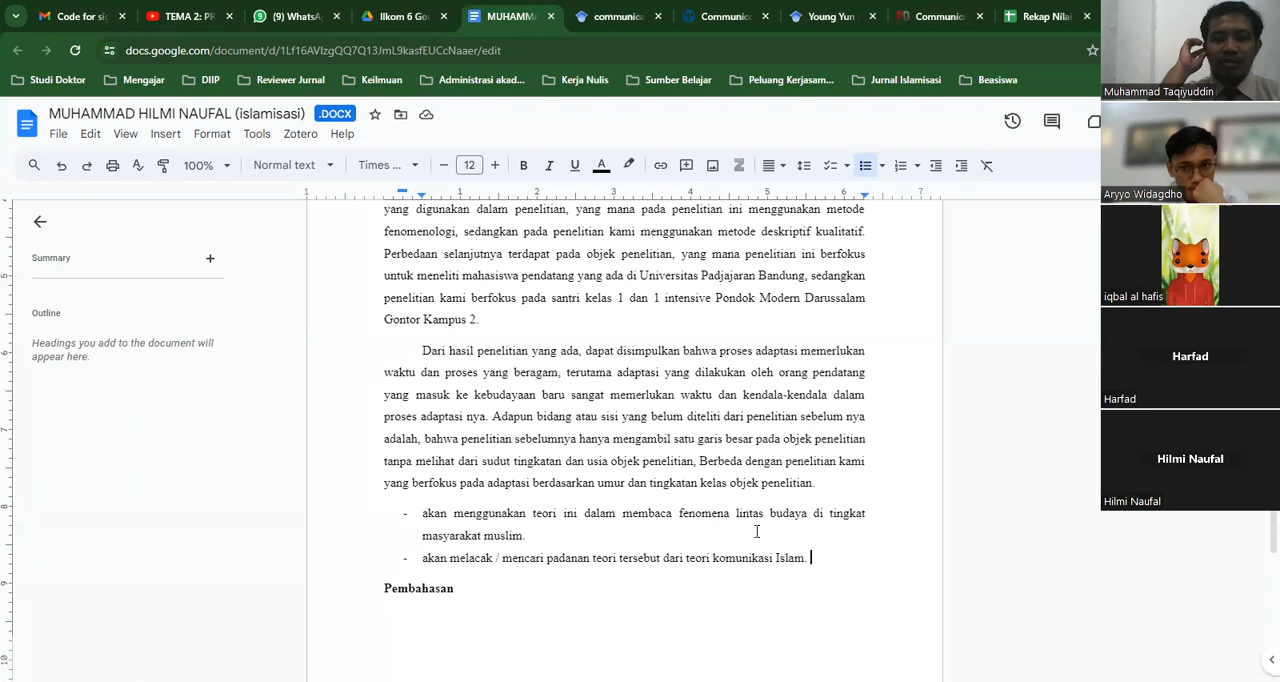 Code for sig
TEMA 2: PR
(3) WhatsA
Ilkom 6 Go
MUHAMM
communica
Communic
Young Yun
Communic
Rekap Nilai
docs.google.com/document/d/1Lf16AVlzgQQ7Q13JmL9kasfEUCcNaaer/edit
Studi Doktor
Mengajar
DIIP
Reviewer Jurnal
Keilmuan
Administrasi akad...
Kerja Nulis
Sumber Belajar
Peluang Kerjasam...
Jurnal Islamisasi
Beasiswa
MUHAMMAD HILMI NAUFAL (islamisasi) .DOCX
File Edit View Insert Format Tools Zotero Help
100% Normal text Times ... 12
1 1 2 3 4 5 6 7
Summary
Outline
Headings you add to the document will
appear here.
yang digunakan dalam penelitian, yang mana pada penelitian ini menggunakan metode
fenomenologi, sedangkan pada penelitian kami menggunakan metode deskriptif kualitatif.
Perbedaan selanjutnya terdapat pada objek penelitian, yang mana penelitian ini berfokus
untuk meneliti mahasiswa pendatang yang ada di Universitas Padjajaran Bandung, sedangkan
penelitian kami berfokus pada santri kelas 1 dan 1 intensive Pondok Modern Darussalam
Gontor Kampus 2.
Dari hasil penelitian yang ada, dapat disimpulkan bahwa proses adaptasi memerlukan
waktu dan proses yang beragam, terutama adaptasi yang dilakukan oleh orang pendatang
yang masuk ke kebudayaan baru sangat memerlukan waktu dan kendala-kendala dalam
proses adaptasi nya. Adapun bidang atau sisi yang belum diteliti dari penelitian sebelum nya
adalah, bahwa penelitian sebelumnya hanya mengambil satu garis besar pada objek penelitian
tanpa melihat dari sudut tingkatan dan usia objek penelitian, Berbeda dengan penelitian kami
yang berfokus pada adaptasi berdasarkan umur dan tingkatan kelas objek penelitian.
- akan menggunakan teori ini dalam membaca fenomena lintas budaya di tingkat
masyarakat muslim.
- akan melacak / mencari padanan teori tersebut dari teori komunikasi Islam.
Pembahasan
Muhammad Taqiyuddin
Aryyo Widagdho
iqbal al hafis
Harfad
Harfad
Hilmi Naufal
Hilmi Naufal